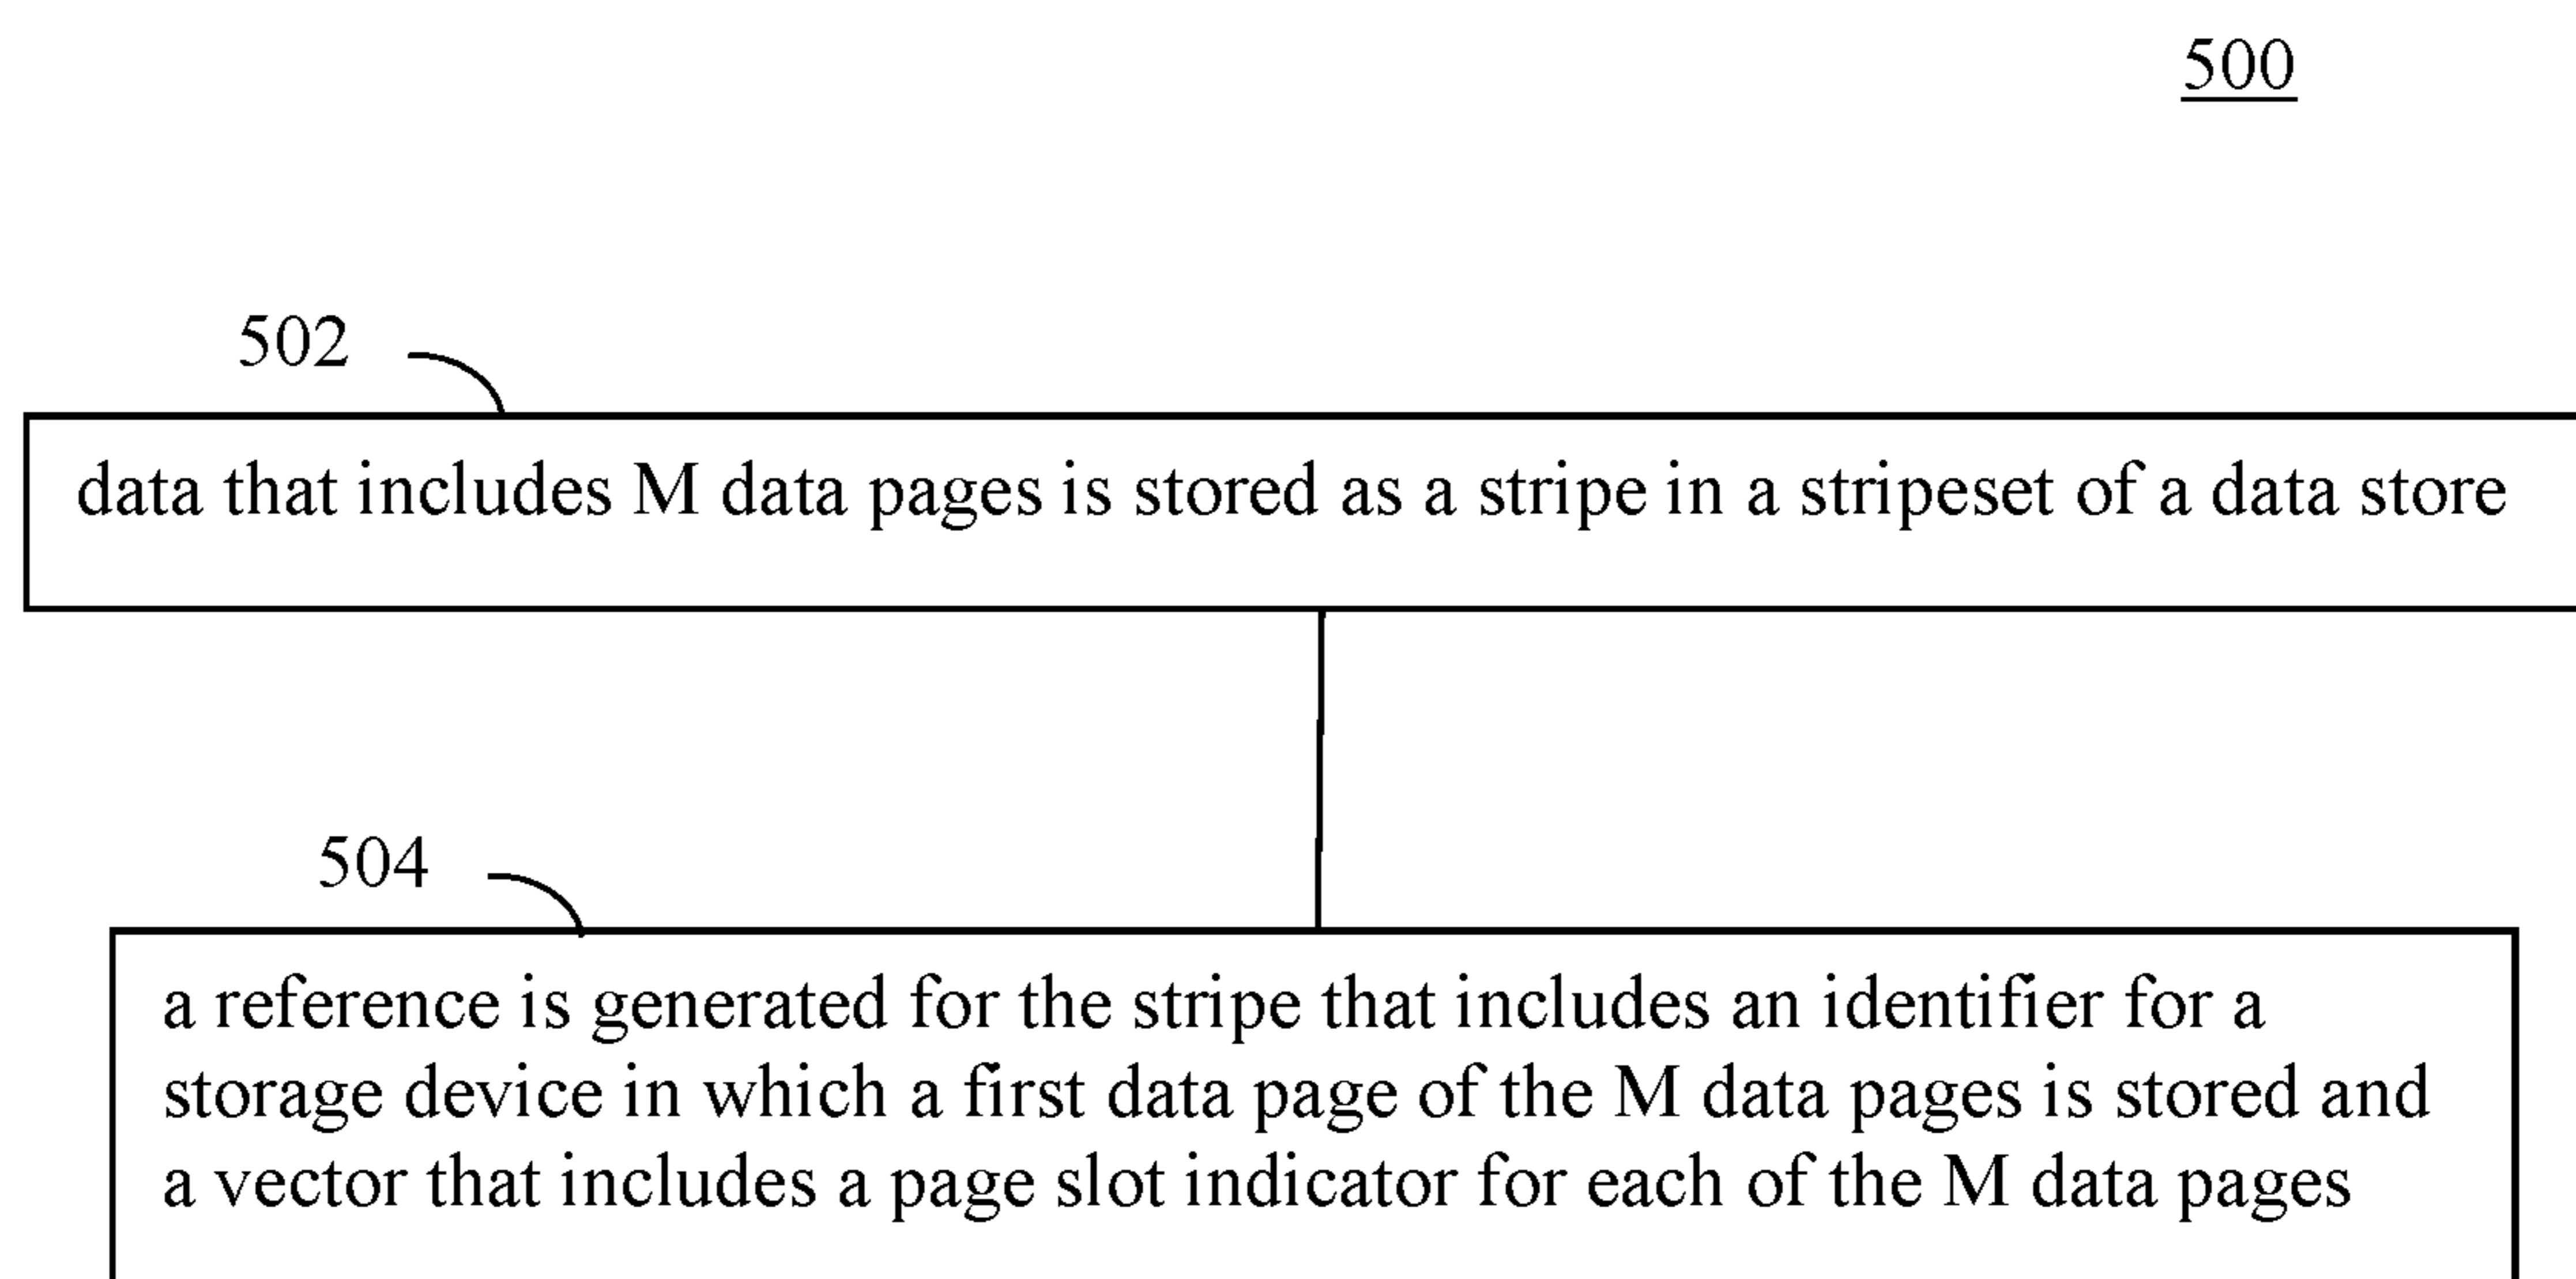 500
502
data that includes M data pages is stored as a stripe in a stripeset of a data store
504
a reference is generated for the stripe that includes an identifier for a
storage device in which a first data page of the M data pages is stored and
a vector that includes a page slot indicator for each of the M data pages